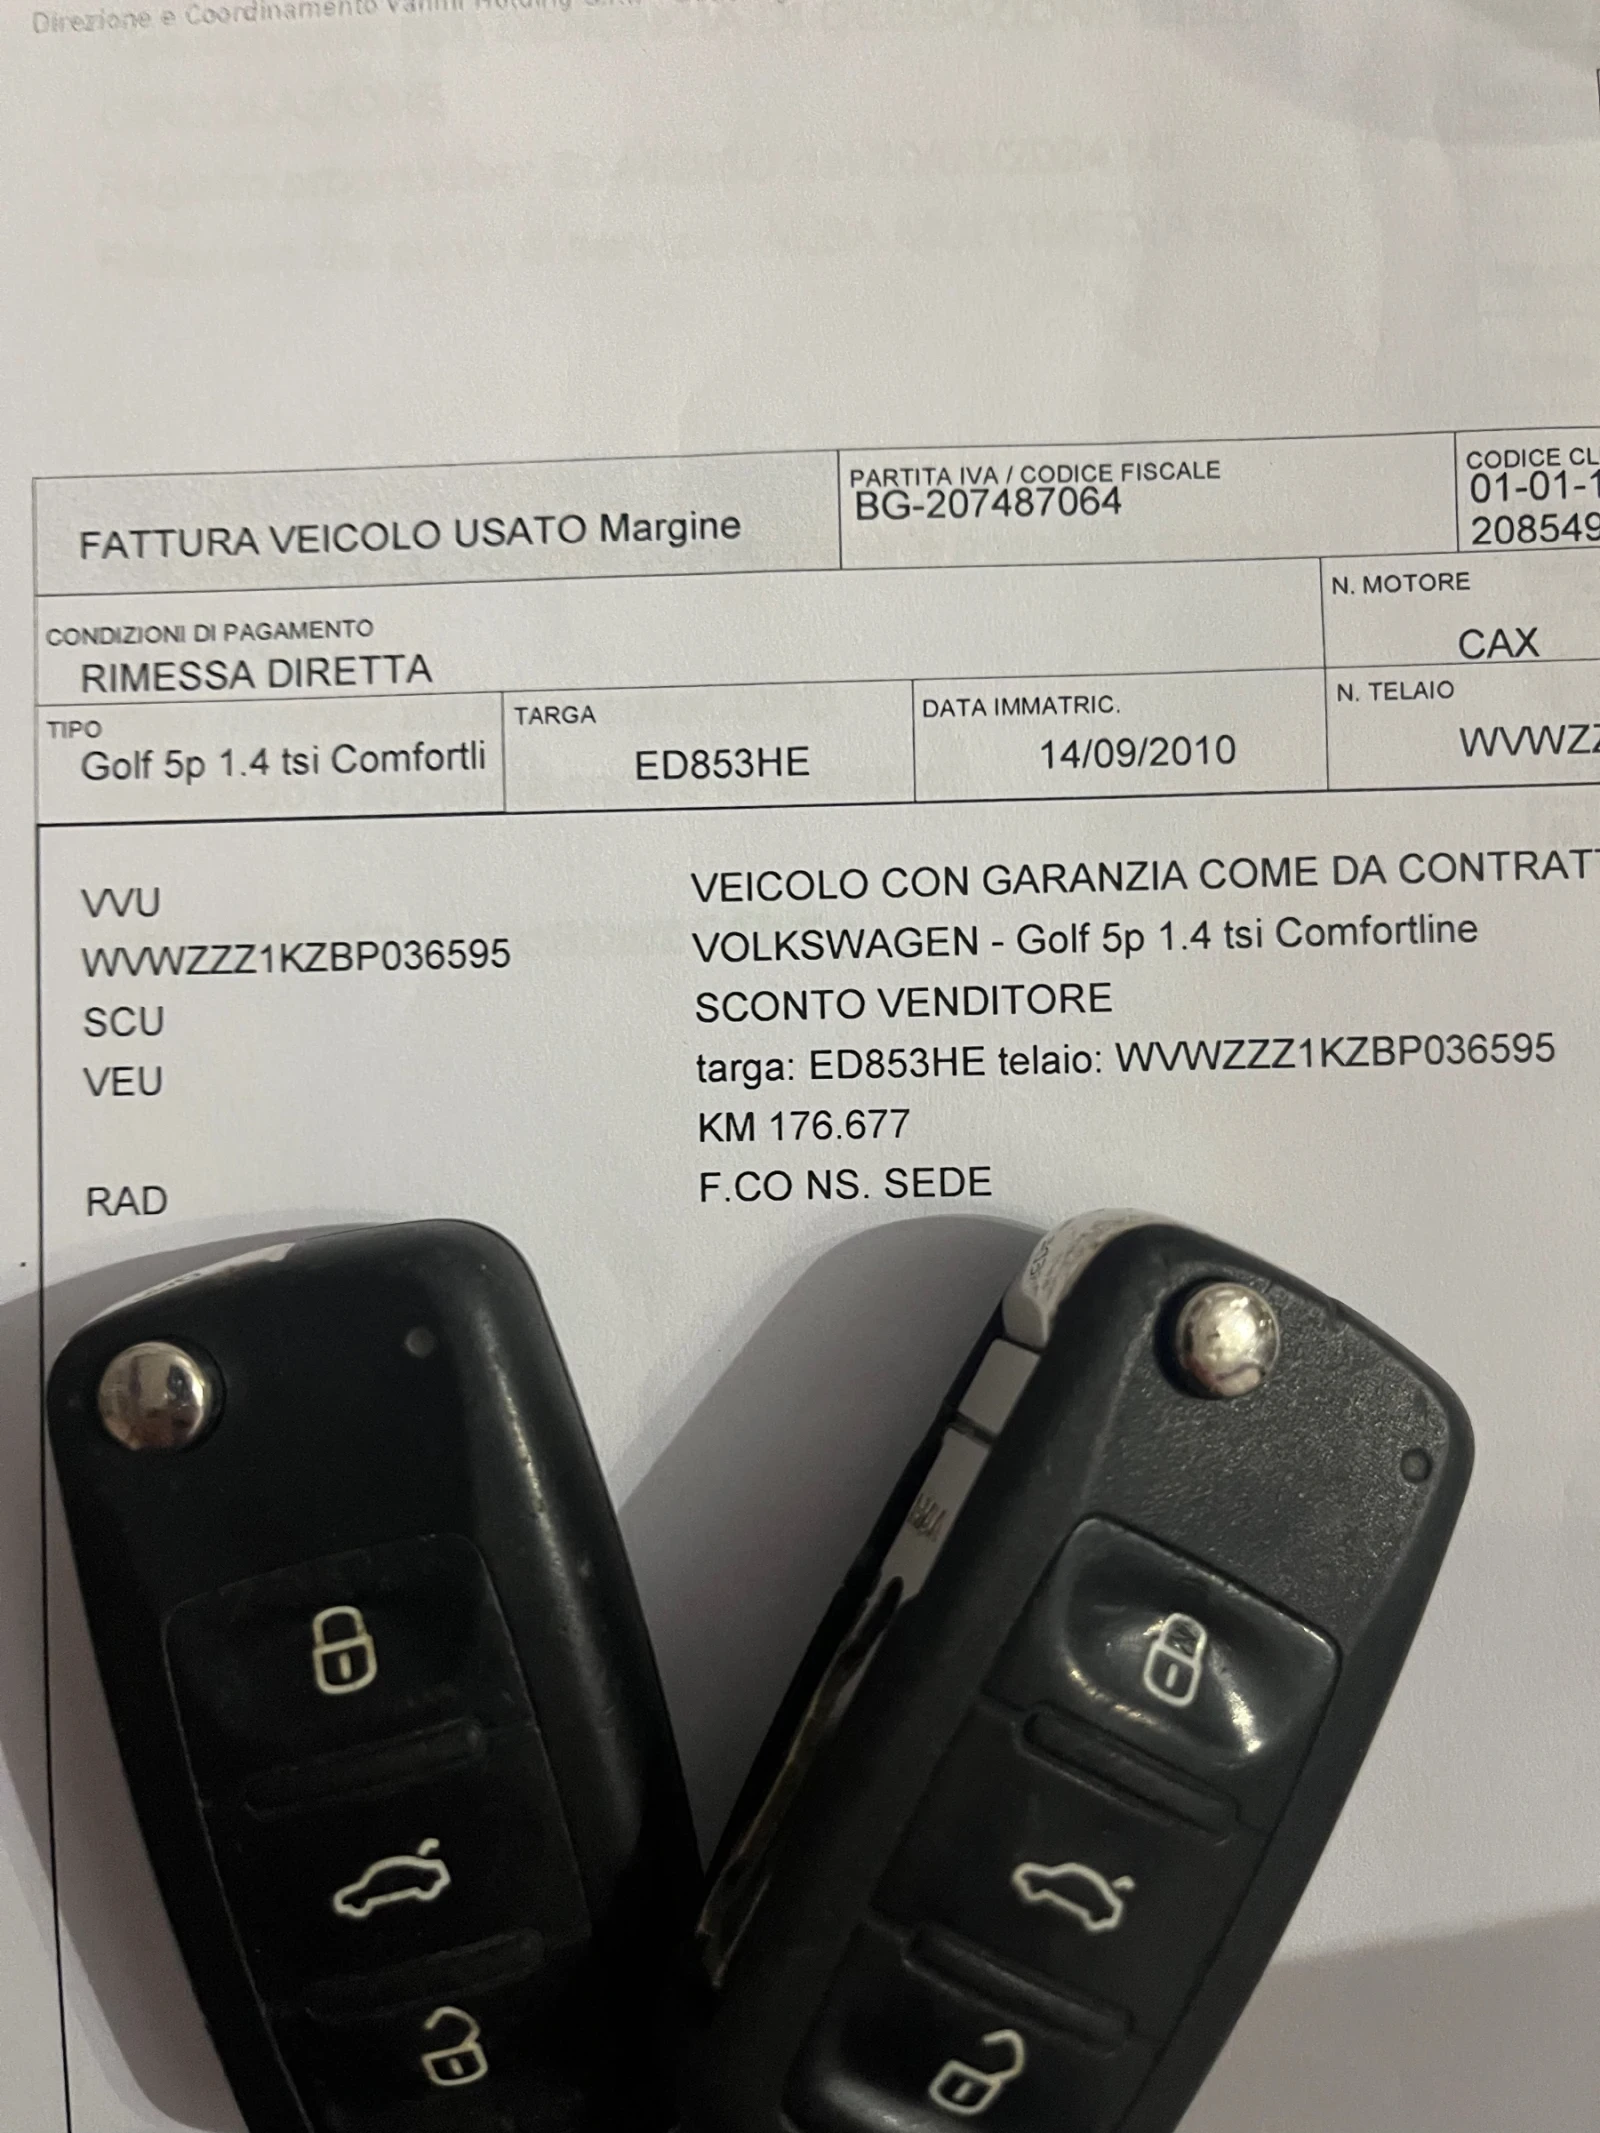 Direzione e Coordinamento Vanni Holding
FATTURA VEICOLO USATO Margine
PARTITA IVA / CODICE FISCALE
BG-207487064
CODICE CL
01-01-1
208549
CONDIZIONI DI PAGAMENTO
RIMESSA DIRETTA
N. MOTORE
CAX
TIPO
Golf 5p 1.4 tsi Comfortli
TARGA
ED853HE
DATA IMMATRIC.
14/09/2010
N. TELAIO
WVWZZ
VVU VEICOLO CON GARANZIA COME DA CONTRATT
WVWZZZ1KZBP036595 VOLKSWAGEN - Golf 5p 1.4 tsi Comfortline
SCU SCONTO VENDITORE
VEU targa: ED853HE telaio: WVWZZZ1KZBP036595
KM 176.677
RAD F.CO NS. SEDE